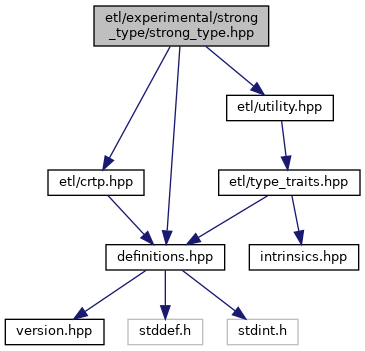 etl/experimental/strong
_type/strong_type.hpp
etl/utility.hpp
etl/crtp.hpp
etl/type_traits.hpp
definitions.hpp
intrinsics.hpp
version.hpp
stddef.h
stdint.h